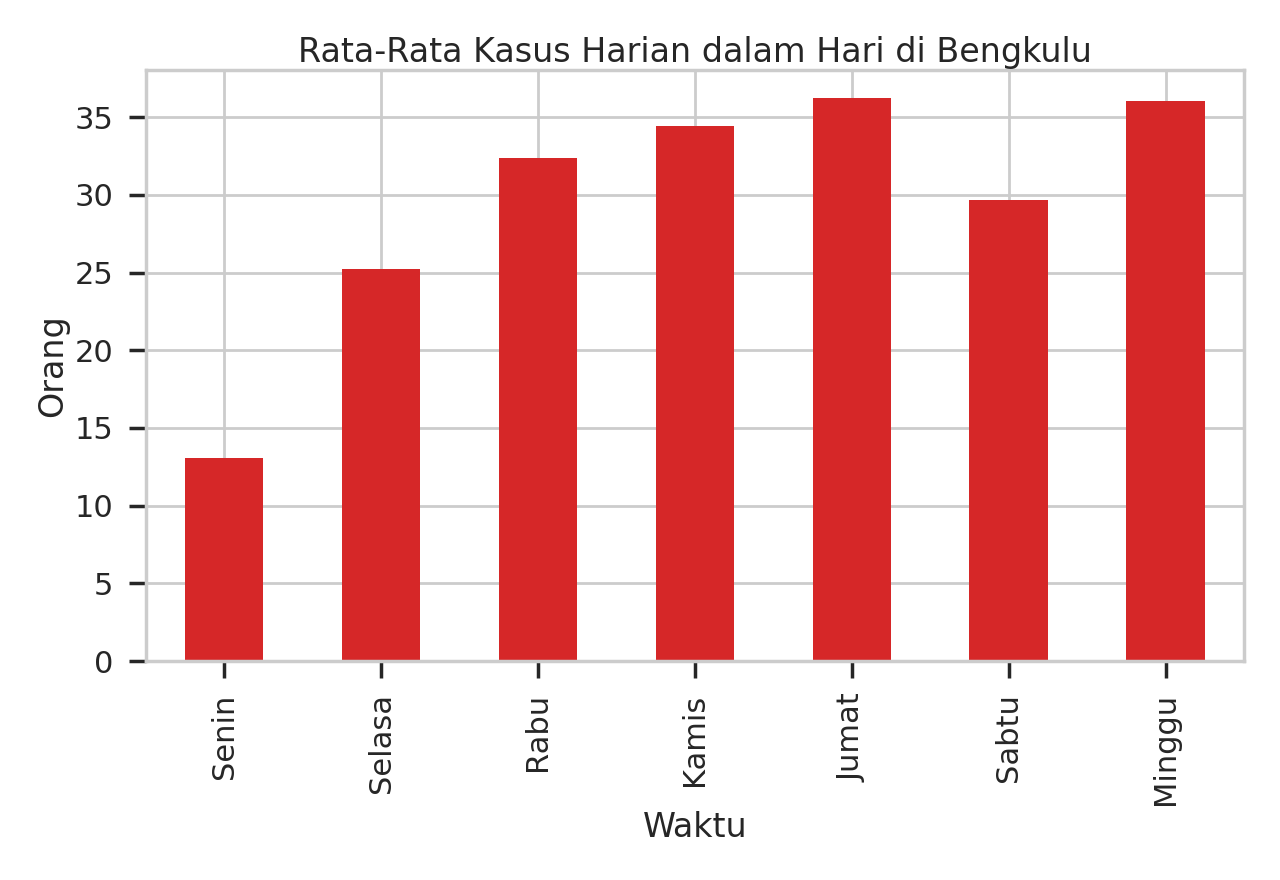 Rata-Rata Kasus Harian dalam Hari di Bengkulu
Orang
35
30
25
20
15
10
5
0
Senin
Selasa
Rabu
Kamis
Jumat
Sabtu
Minggu
Waktu